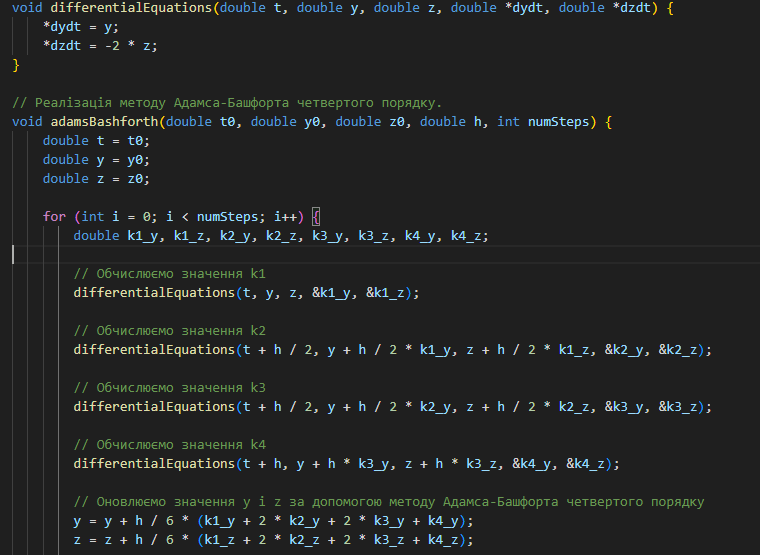 void differentialEquations(double t, double y, double z, double *dydt, double *dzdt) {
    *dydt = y;
    *dzdt = -2 * z;
}

// Реалізація методу Адамса-Башфорта четвертого порядку.
void adamsBashforth(double t0, double y0, double z0, double h, int numSteps) {
    double t = t0;
    double y = y0;
    double z = z0;

    for (int i = 0; i < numSteps; i++) {
        double k1_y, k1_z, k2_y, k2_z, k3_y, k3_z, k4_y, k4_z;

        // Обчислюємо значення k1
        differentialEquations(t, y, z, &k1_y, &k1_z);

        // Обчислюємо значення k2
        differentialEquations(t + h / 2, y + h / 2 * k1_y, z + h / 2 * k1_z, &k2_y, &k2_z);

        // Обчислюємо значення k3
        differentialEquations(t + h / 2, y + h / 2 * k2_y, z + h / 2 * k2_z, &k3_y, &k3_z);

        // Обчислюємо значення k4
        differentialEquations(t + h, y + h * k3_y, z + h * k3_z, &k4_y, &k4_z);

        // Оновлюємо значення y і z за допомогою методу Адамса-Башфорта четвертого порядку
        y = y + h / 6 * (k1_y + 2 * k2_y + 2 * k3_y + k4_y);
        z = z + h / 6 * (k1_z + 2 * k2_z + 2 * k3_z + k4_z);